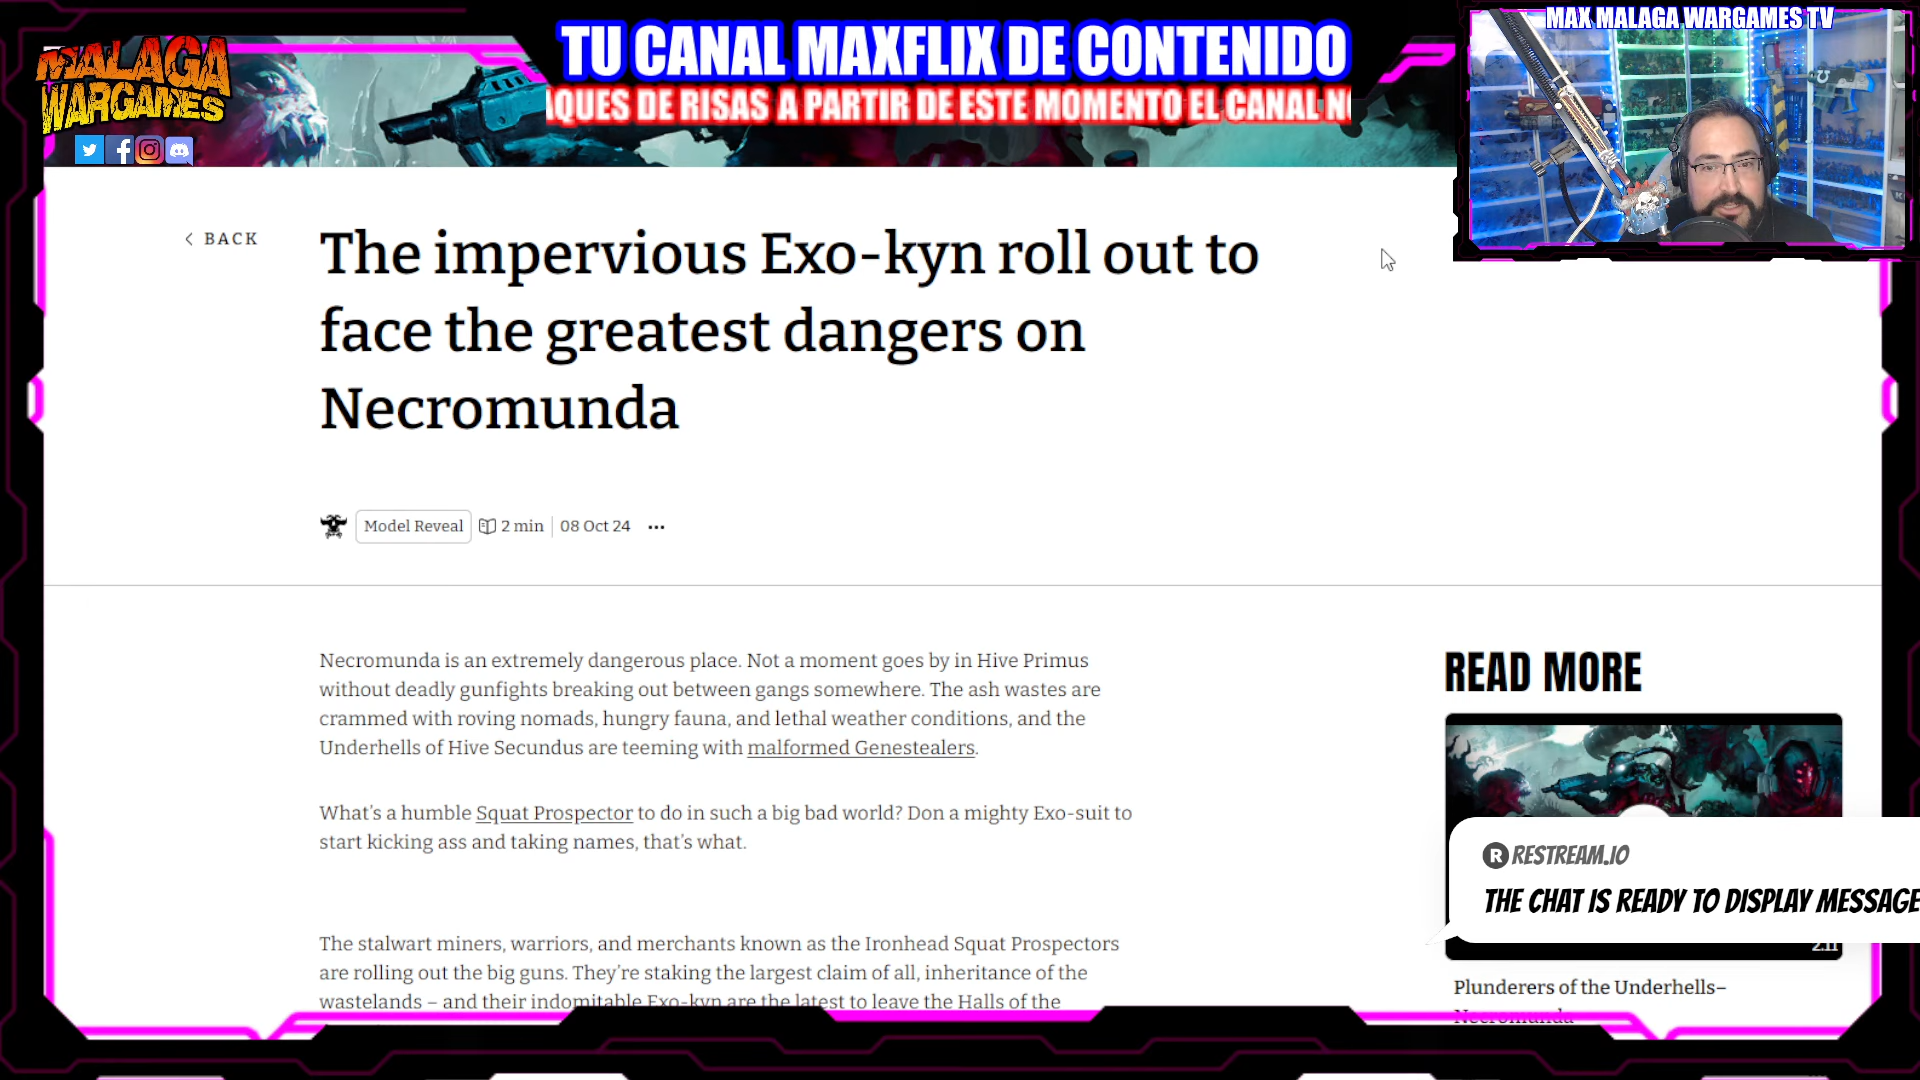 MALAGA
WARGAMES
TU CANAL MAXFLIX DE CONTENIDO
QUES DE RISAS A PARTIR DE ESTE MOMENTO EL CANAL N
MAX MALAGA WARGAMES TV
< BACK
The impervious Exo-kyn roll out to
face the greatest dangers on
Necromunda
Model Reveal 2 min 08 Oct 24 ...
Necromunda is an extremely dangerous place. Not a moment goes by in Hive Primus
without deadly gunfights breaking out between gangs somewhere. The ash wastes are
crammed with roving nomads, hungry fauna, and lethal weather conditions, and the
Underhells of Hive Secundus are teeming with malformed Genestealers.
What's a humble Squat Prospector to do in such a big bad world? Don a mighty Exo-suit to
start kicking ass and taking names, that's what.
The stalwart miners, warriors, and merchants known as the Ironhead Squat Prospectors
are rolling out the big guns. They're staking the largest claim of all, inheritance of the
wastelands – and their indomitable Exo-kyn are the latest to leave the Halls of the
READ MORE
R RESTREAM.IO
THE CHAT IS READY TO DISPLAY MESSAGE
2:11
Plunderers of the Underhells–
Necromunda